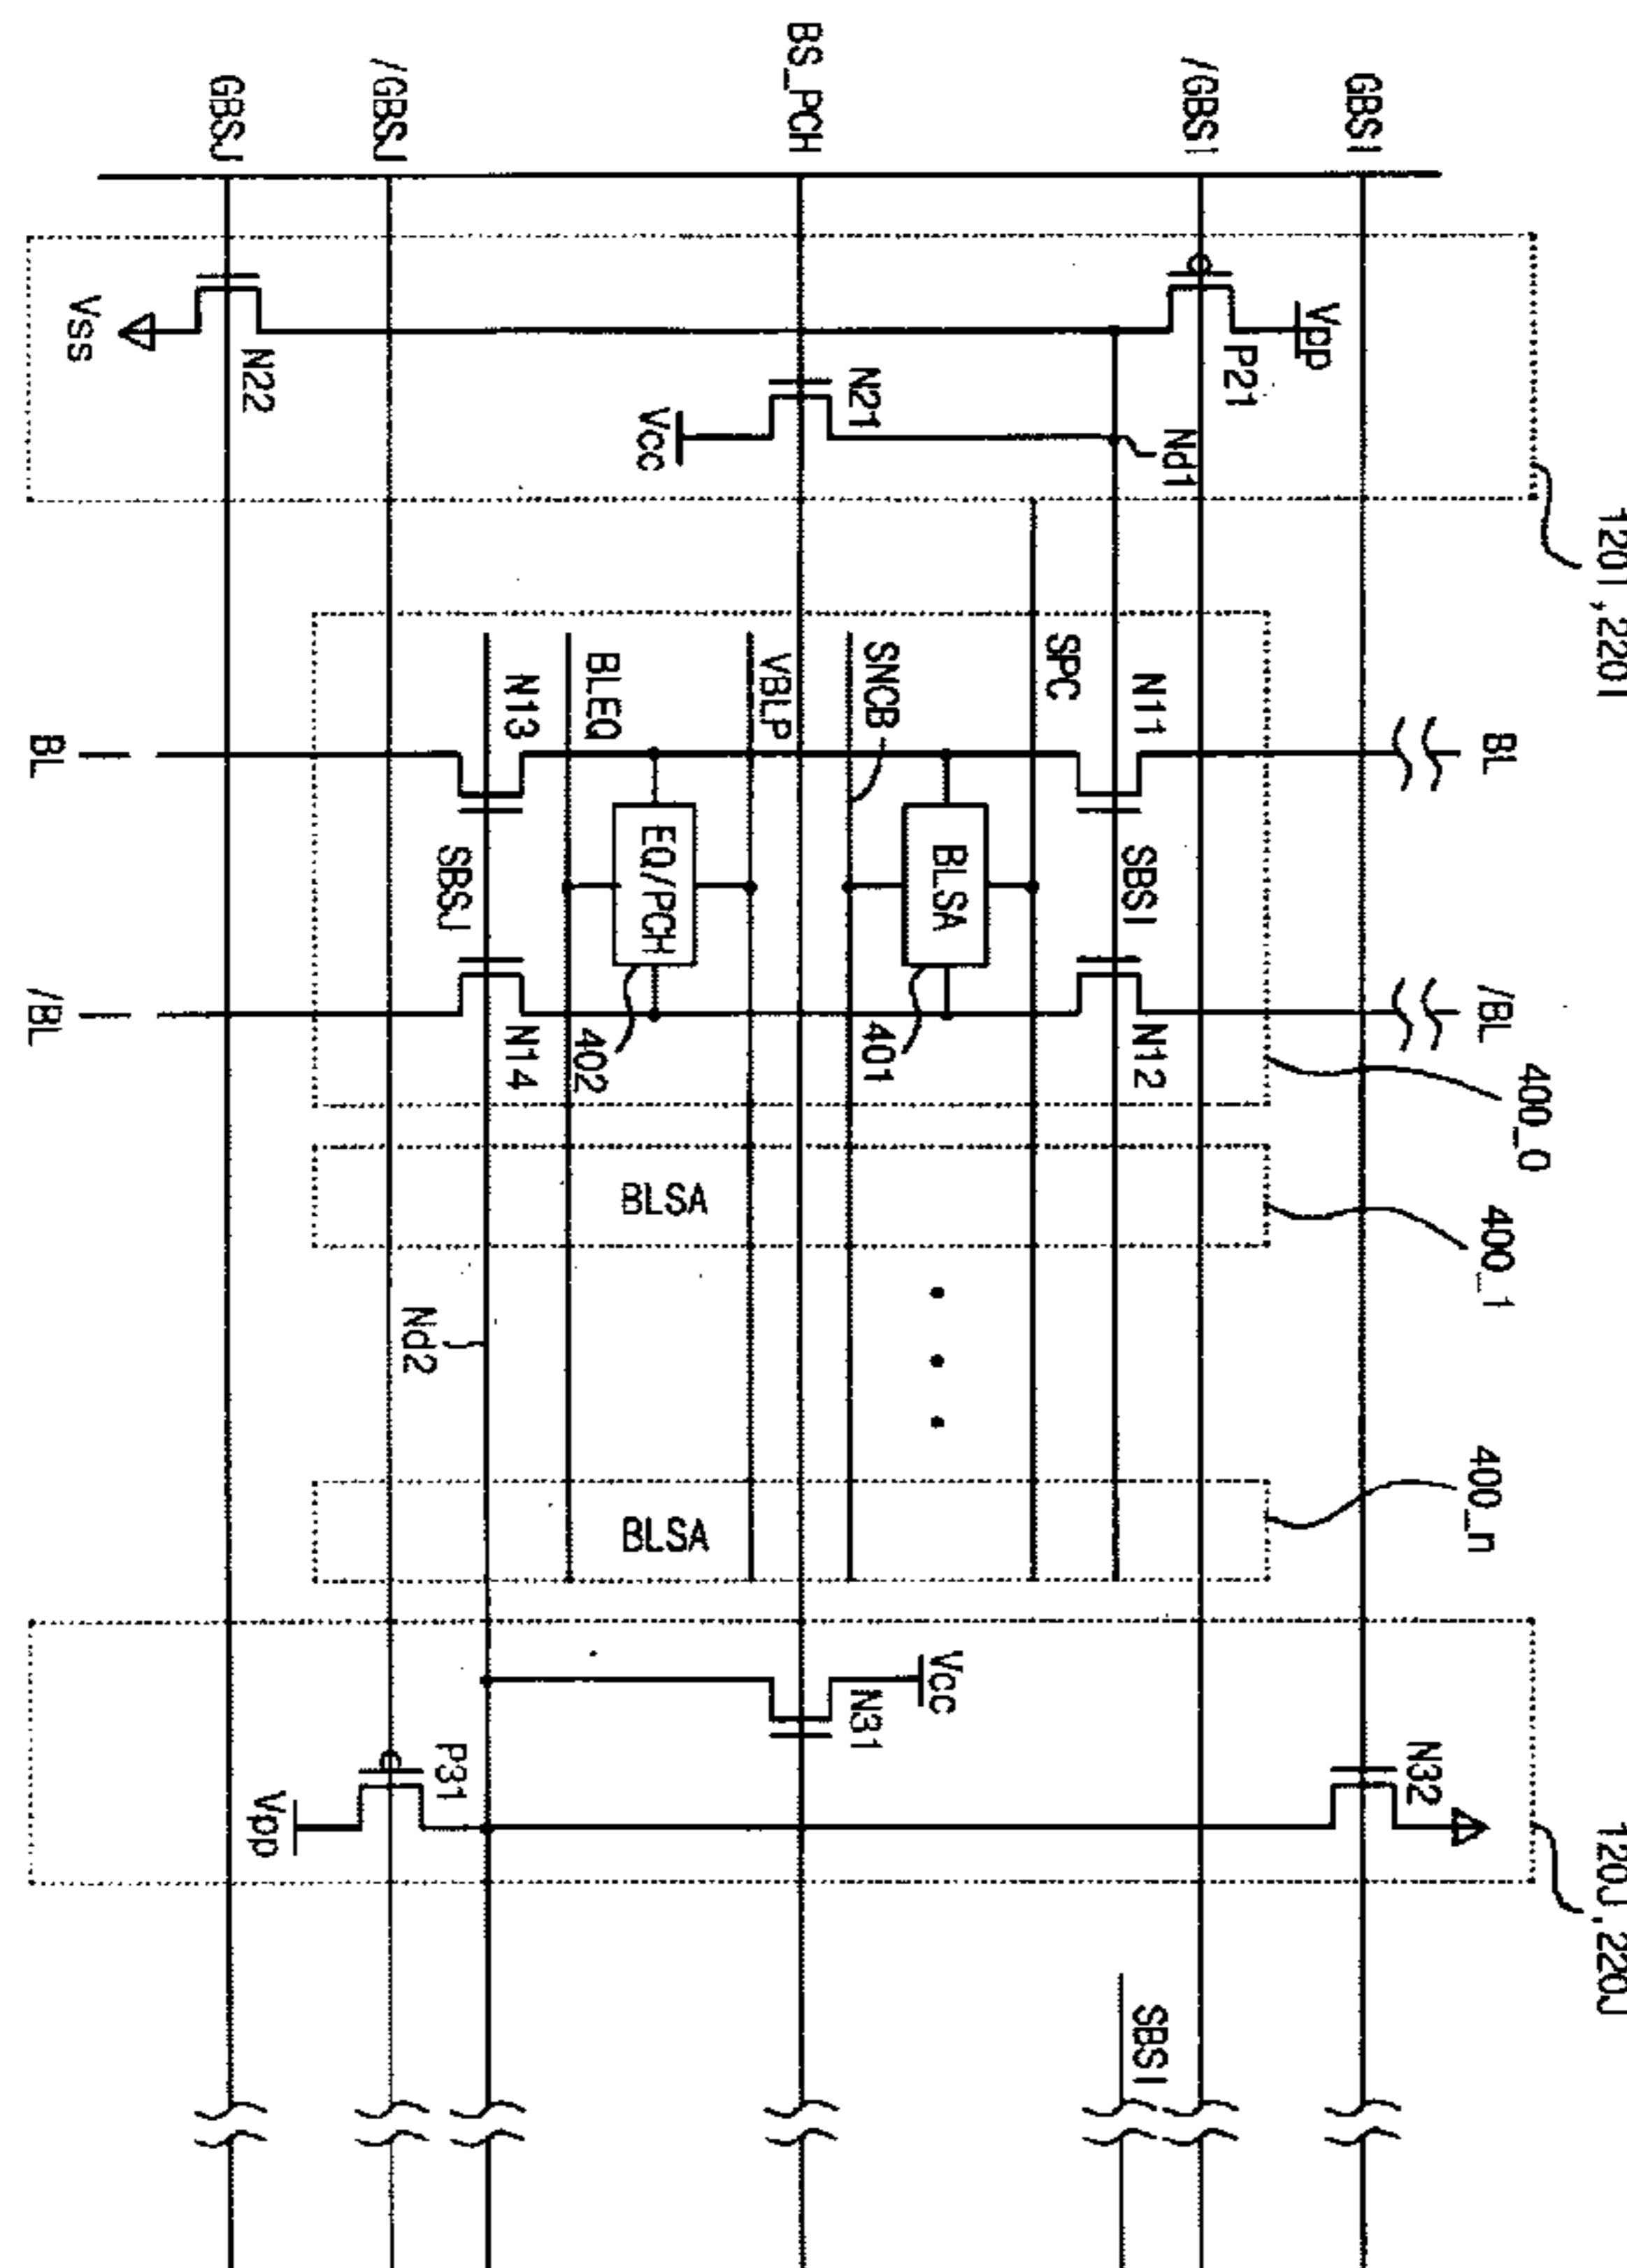 GBSI
/GBSI
BS_PCH
/GBSJ
GBSJ
120I,220I
Vpp
P21
Nd1
N21
Vcc
N22
Vss
BL
/BL
400_0
N11
SBSI
N12
SPC
BLSA
401
SNCB
VBLP
EQ/PCH
402
BLEQ
N13
SBSJ
N14
BL
/BL
400_1
BLSA
Nd2
400_n
BLSA
120J,220J
N32
Vcc
N31
P31
Vpp
SBSI